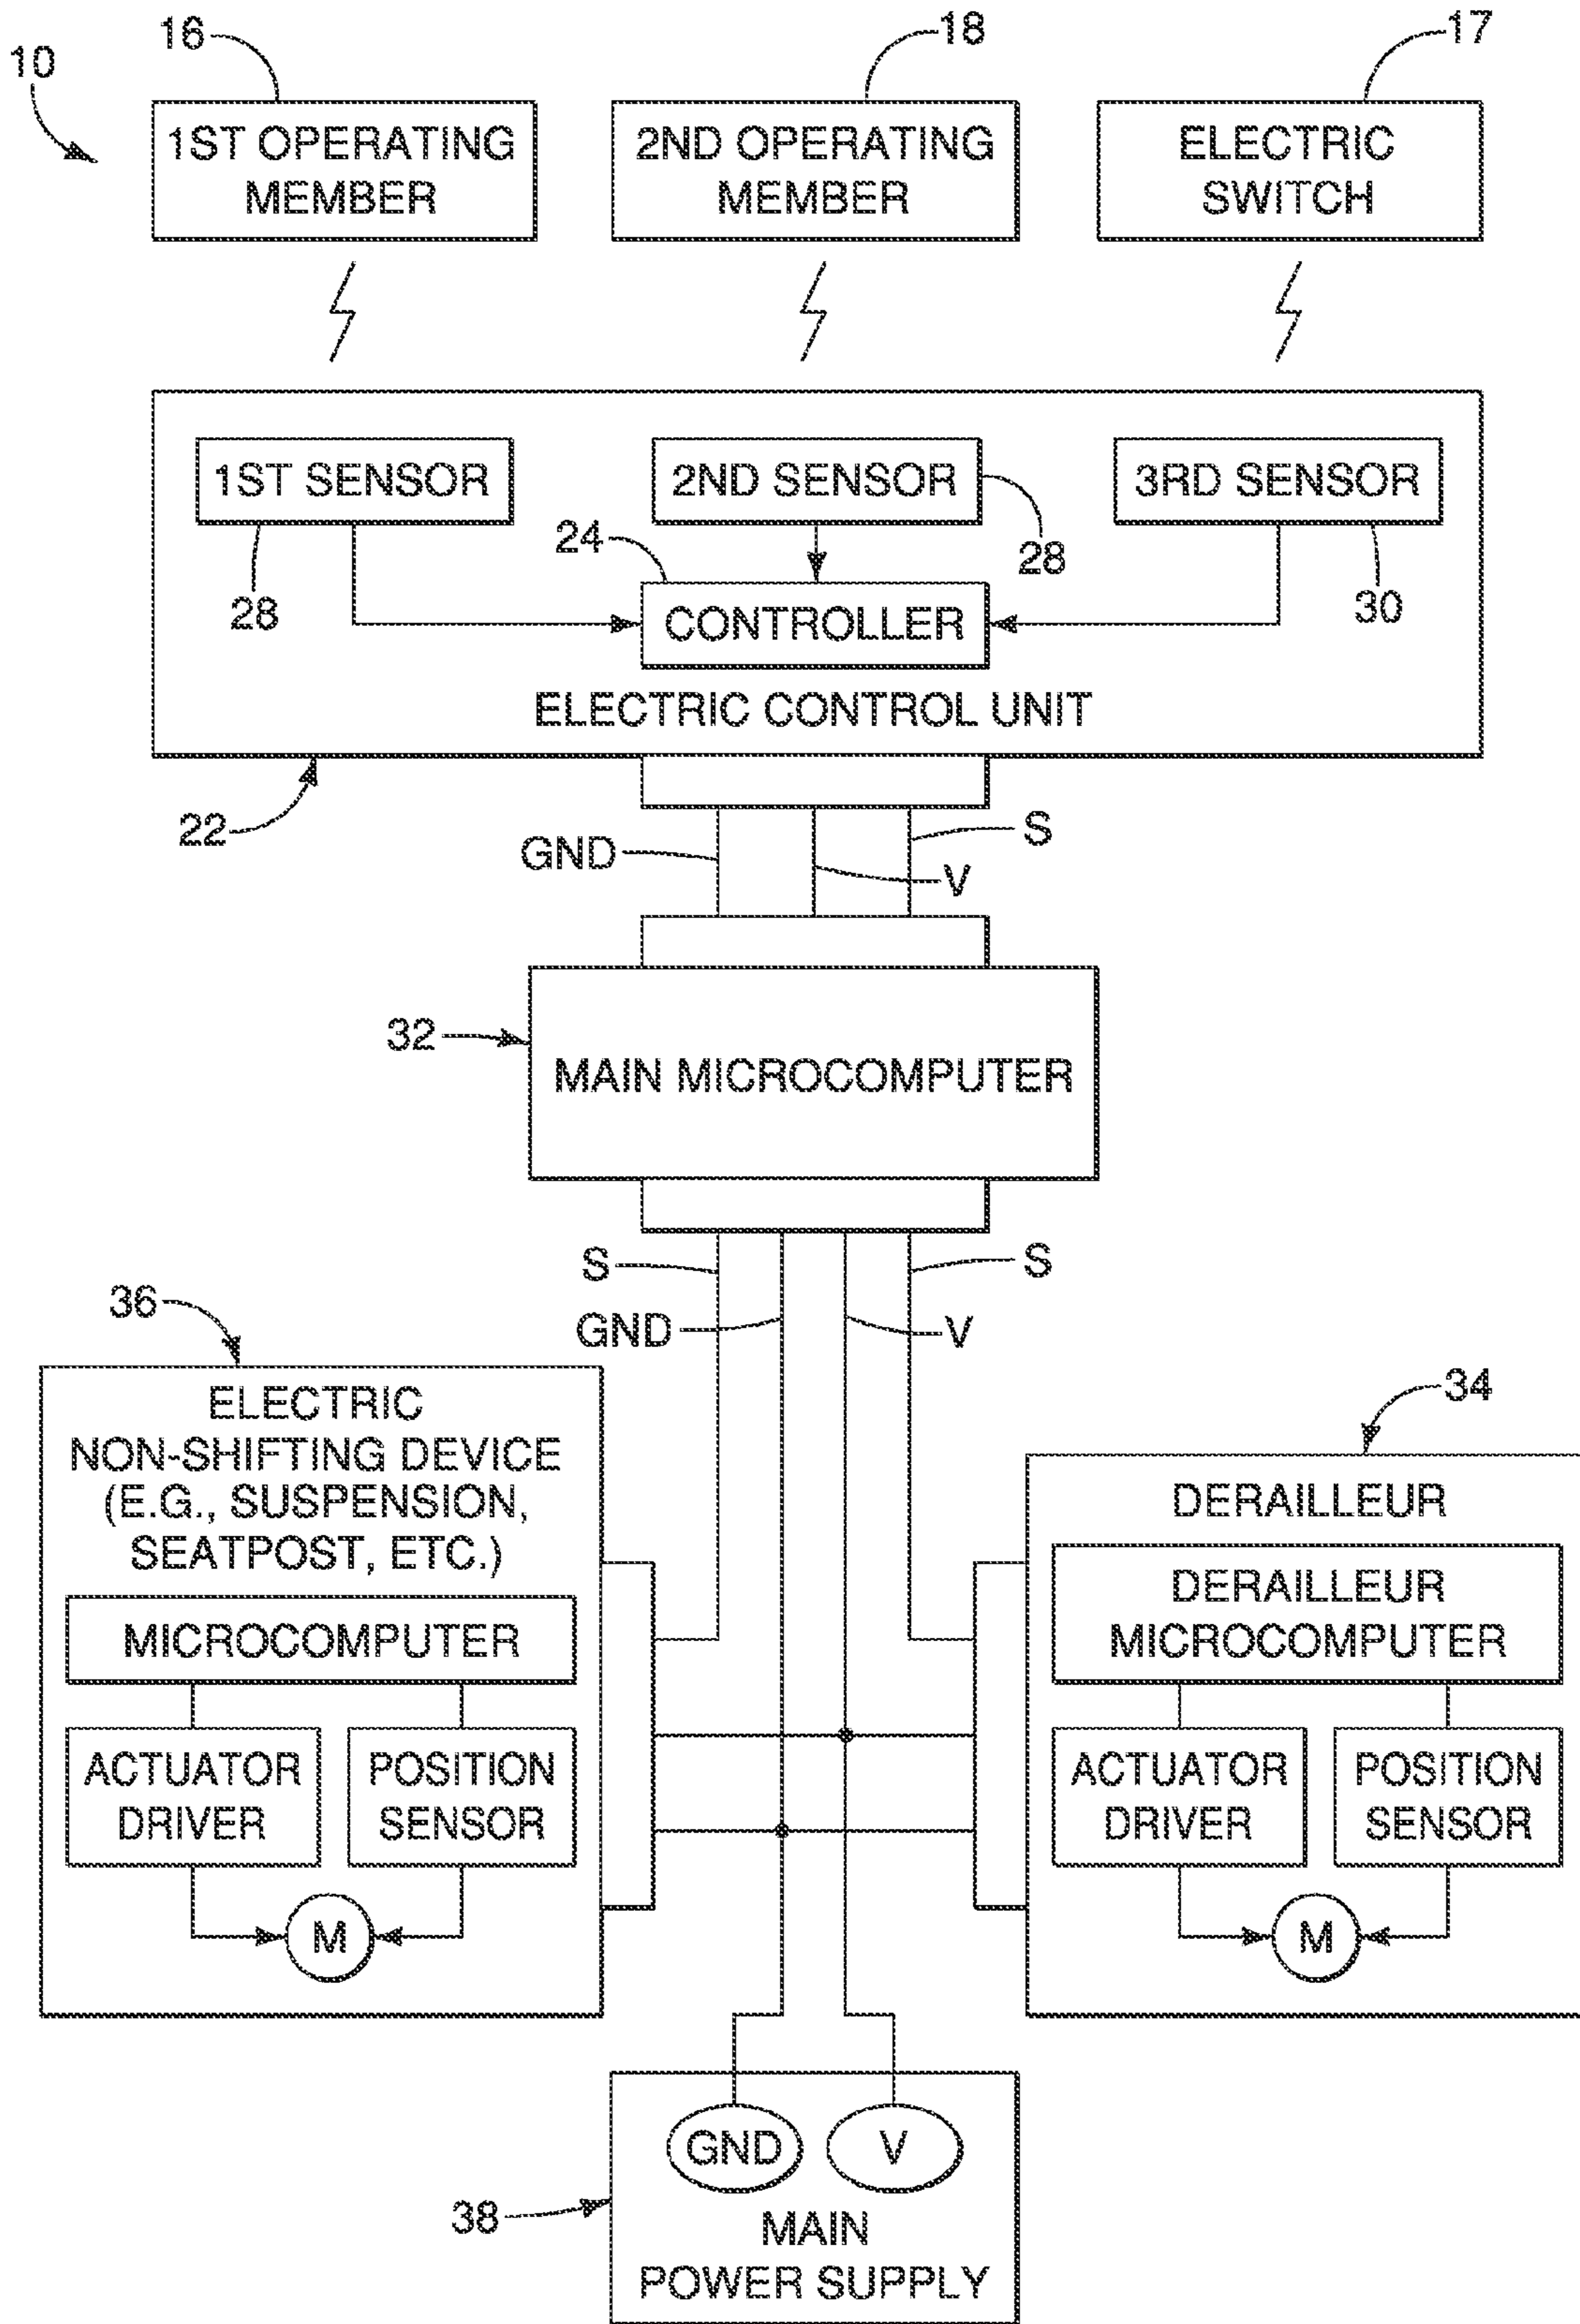 10
16
18
17
1ST OPERATING
MEMBER
2ND OPERATING
MEMBER
ELECTRIC
SWITCH
1ST SENSOR
2ND SENSOR
3RD SENSOR
28
24
28
30
CONTROLLER
ELECTRIC CONTROL UNIT
22
GND
V
S
32
MAIN MICROCOMPUTER
S
GND
V
S
36
34
ELECTRIC
NON-SHIFTING DEVICE
(E.G., SUSPENSION,
SEATPOST, ETC.)
MICROCOMPUTER
ACTUATOR
DRIVER
POSITION
SENSOR
M
DERAILLEUR
DERAILLEUR
MICROCOMPUTER
ACTUATOR
DRIVER
POSITION
SENSOR
M
GND
V
38
MAIN
POWER SUPPLY